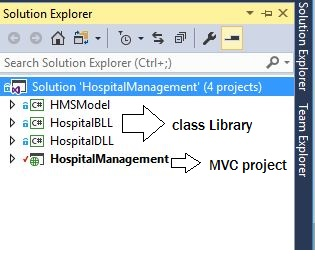 Solution Explorer
Search Solution Explorer (Ctrl+;)
Solution 'HospitalManagement' (4 projects)
HMSModel
HospitalBLL
HospitalDLL
HospitalManagement
class Library
MVC project
Solution Explorer
Team Explorer